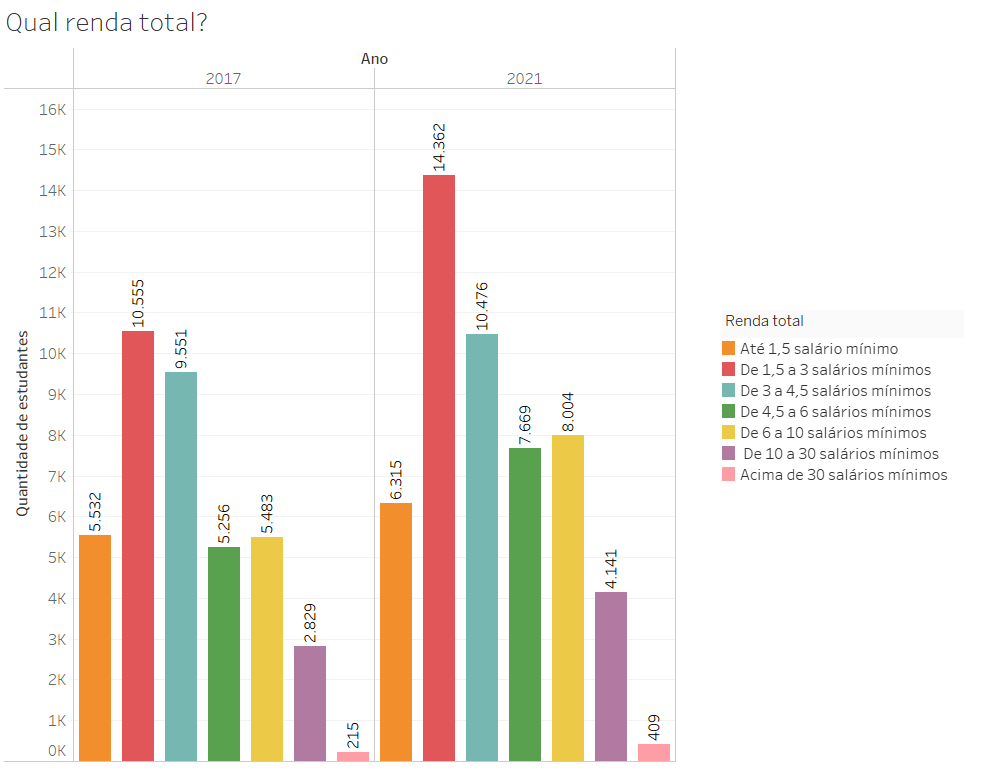 Qual renda total?
Ano
2017
2021
16K
15K
14K
13K
12K
11K
10K
9K
8K
7K
6K
5K
4K
3K
2K
1K
0K
Quantidade de estudantes
5.532
10.555
9.551
5.256
5.483
2.829
215
6.315
14.362
10.476
7.669
8.004
4.141
409
Renda total
Até 1,5 salário mínimo
De 1,5 a 3 salários mínimos
De 3 a 4,5 salários mínimos
De 4,5 a 6 salários mínimos
De 6 a 10 salários mínimos
De 10 a 30 salários mínimos
Acima de 30 salários mínimos